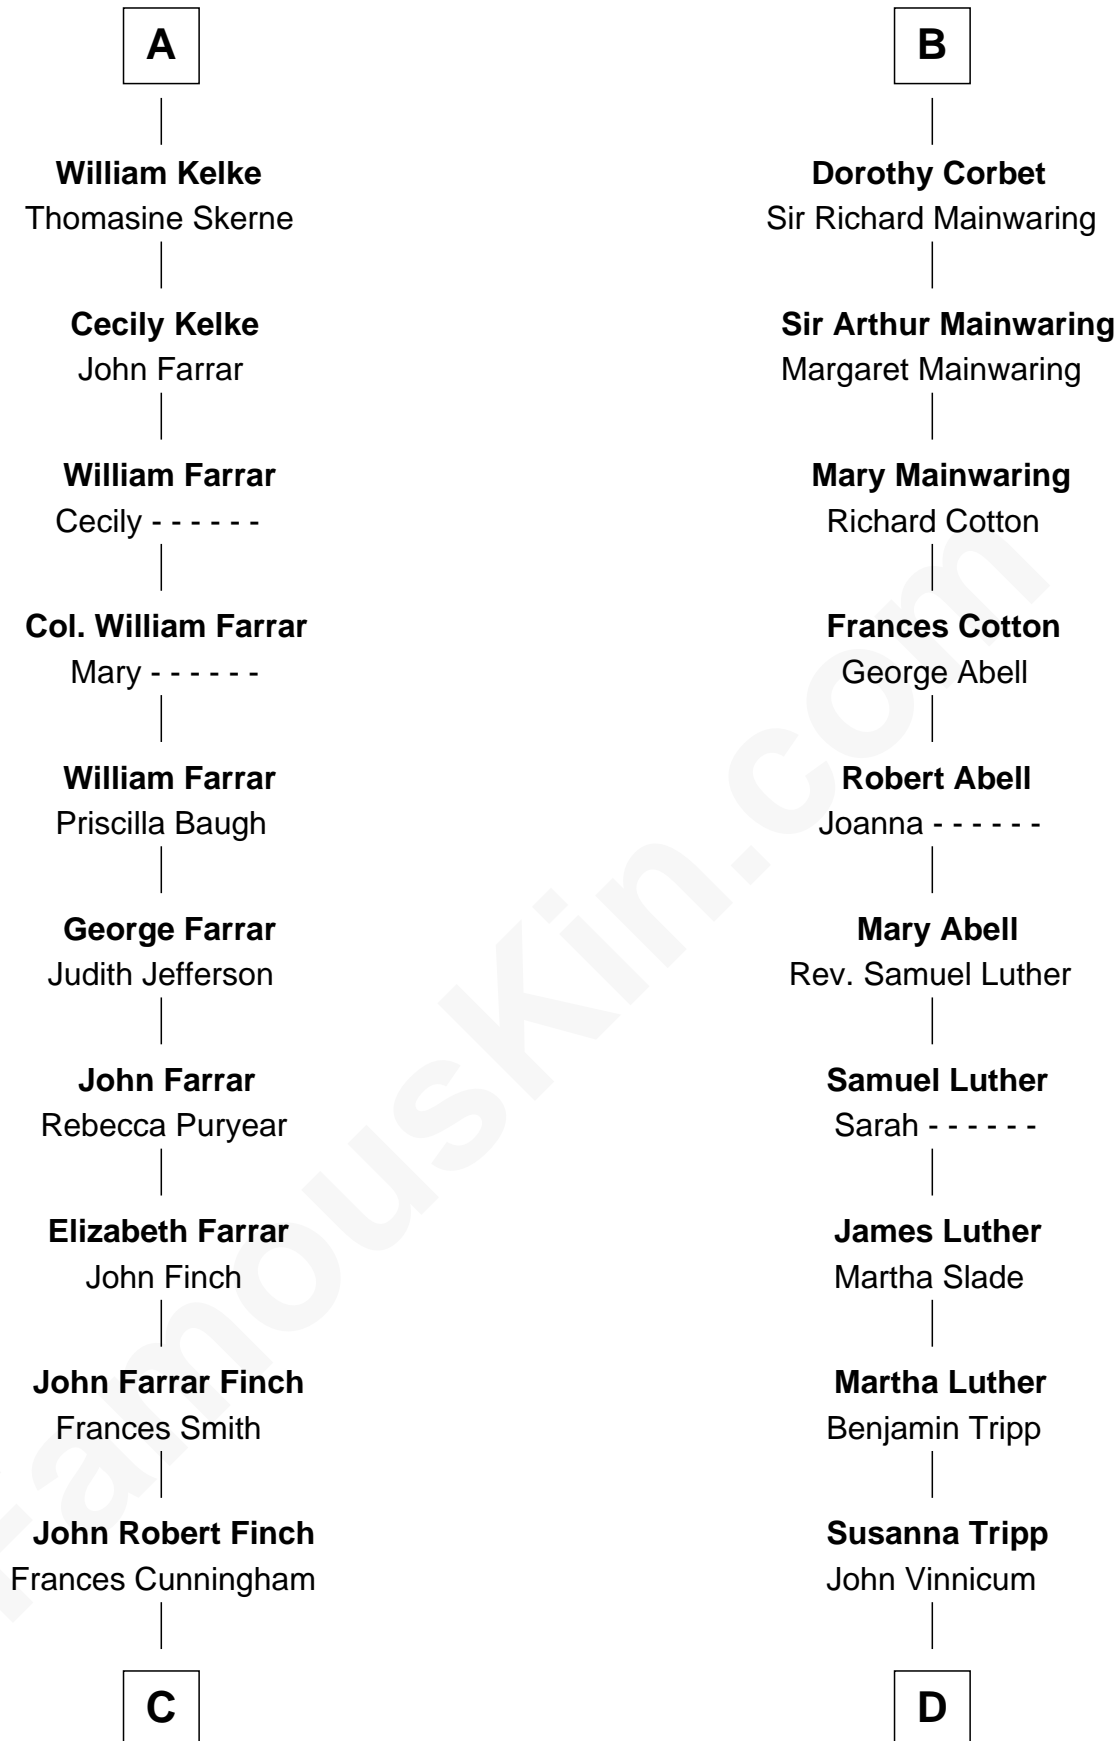 A
William Kelke
Thomasine Skerne
Cecily Kelke
John Farrar
William Farrar
Cecily - - - - - -
Col. William Farrar
Mary - - - - - -
William Farrar
Priscilla Baugh
George Farrar
Judith Jefferson
John Farrar
Rebecca Puryear
Elizabeth Farrar
John Finch
John Farrar Finch
Frances Smith
John Robert Finch
Frances Cunningham
C
B
Dorothy Corbet
Sir Richard Mainwaring
Sir Arthur Mainwaring
Margaret Mainwaring
Mary Mainwaring
Richard Cotton
Frances Cotton
George Abell
Robert Abell
Joanna - - - - - -
Mary Abell
Rev. Samuel Luther
Samuel Luther
Sarah - - - - - -
James Luther
Martha Slade
Martha Luther
Benjamin Tripp
Susanna Tripp
John Vinnicum
D
FamousKin.com